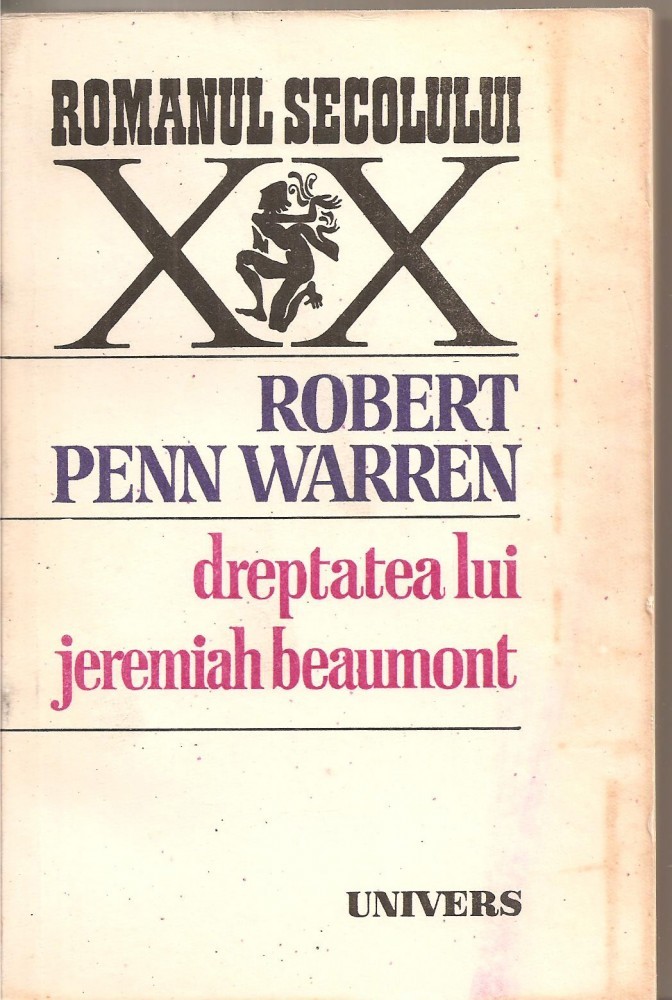 ROMANUL SECOLULUI
XX
ROBERT
PENN WARREN
dreptatea lui
jeremiah beaumont
UNIVERS